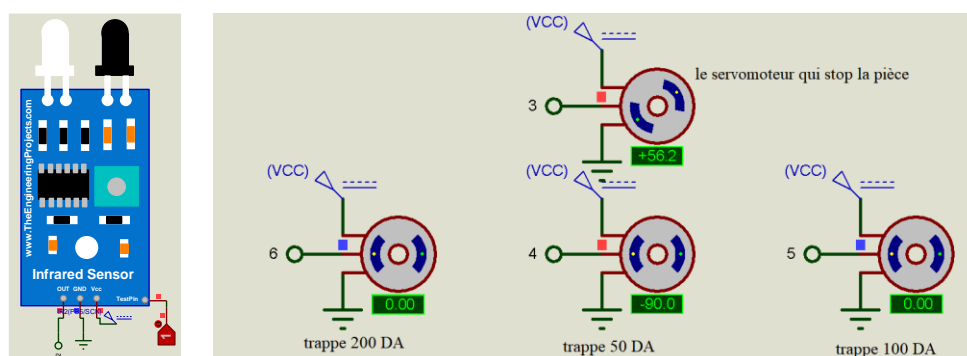 www.TheEngineeringProjects.com
Infrared Sensor
OUT GND Vcc
TestPin
1
2
(VCC)
le servomoteur qui stop la pièce
3
+56.2
(VCC)
6
0.00
trappe 200 DA
(VCC)
4
-90.0
trappe 50 DA
(VCC)
5
0.00
trappe 100 DA